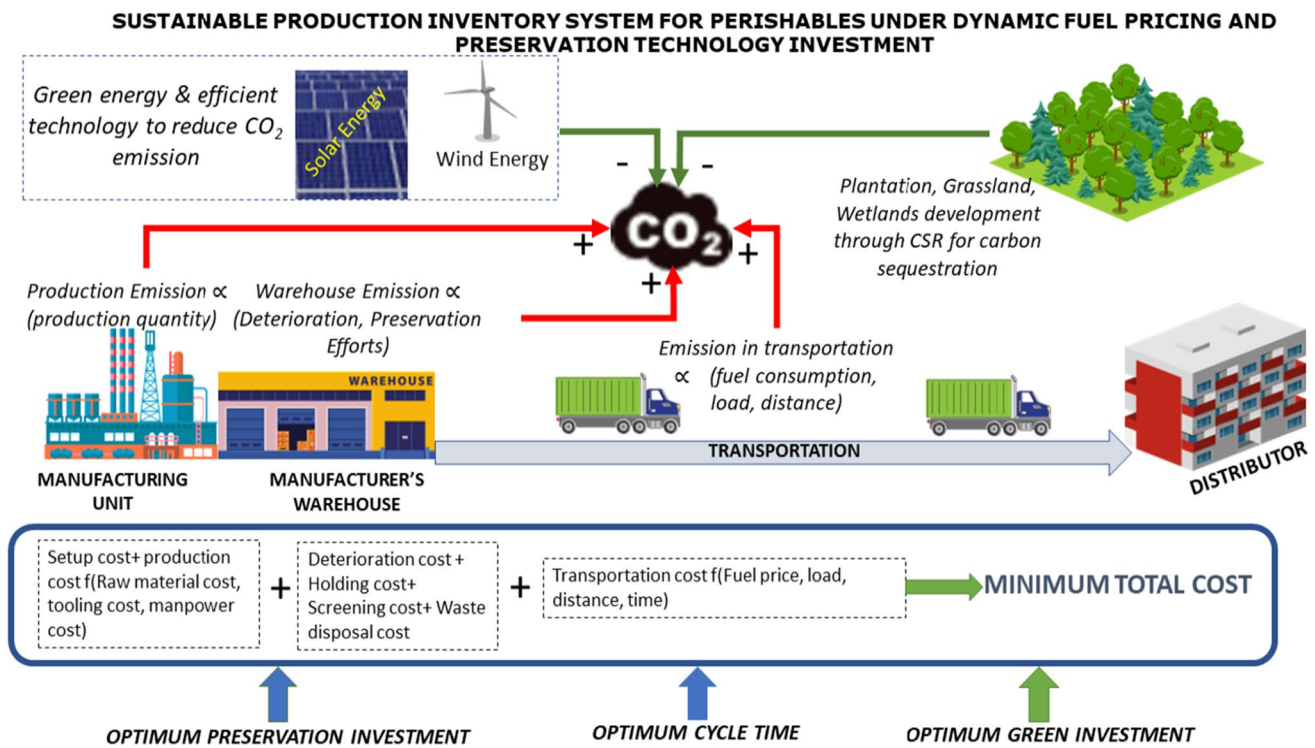 SUSTAINABLE PRODUCTION INVENTORY SYSTEM FOR PERISHABLES UNDER DYNAMIC FUEL PRICING AND
PRESERVATION TECHNOLOGY INVESTMENT
Green energy & efficient
technology to reduce CO₂
emission
Solar Energy
Wind Energy
-
-
CO₂
+
+
+
Plantation, Grassland,
Wetlands development
through CSR for carbon
sequestration
Production Emission ∝
(production quantity)
Warehouse Emission ∝
(Deterioration, Preservation
Efforts)
Emission in transportation
∝ (fuel consumption,
load, distance)
WAREHOUSE
TRANSPORTATION
MANUFACTURING
UNIT
MANUFACTURER'S
WAREHOUSE
DISTRIBUTOR
Setup cost+ production
cost f(Raw material cost,
tooling cost, manpower
cost)
+
Deterioration cost +
Holding cost+
Screening cost+ Waste
disposal cost
+
Transportation cost f(Fuel price, load,
distance, time)
MINIMUM TOTAL COST
OPTIMUM PRESERVATION INVESTMENT
OPTIMUM CYCLE TIME
OPTIMUM GREEN INVESTMENT